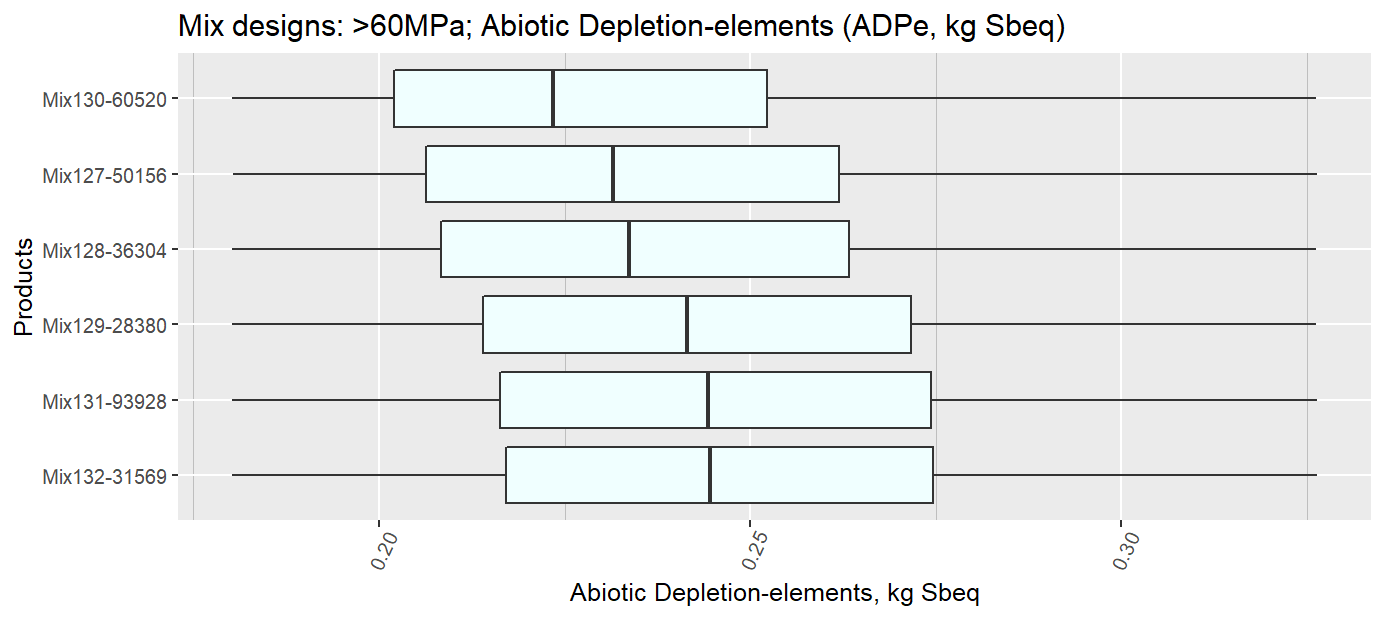 Mix designs: >60MPa; Abiotic Depletion-elements (ADPe, kg Sbeq)
Products
Mix130-60520
Mix127-50156
Mix128-36304
Mix129-28380
Mix131-93928
Mix132-31569
0.20
0.25
0.30
Abiotic Depletion-elements, kg Sbeq